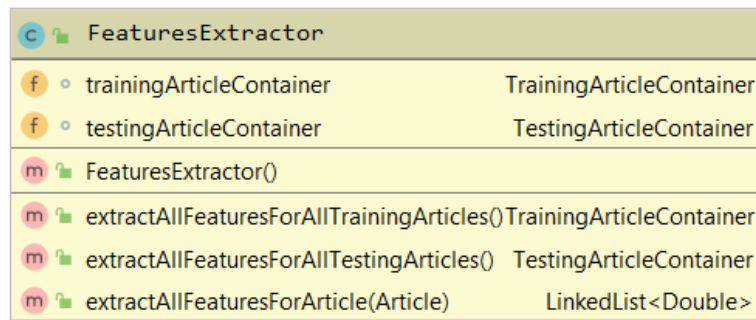 c FeaturesExtractor
f trainingArticleContainer TrainingArticleContainer
f testingArticleContainer TestingArticleContainer
m FeaturesExtractor()
m extractAllFeaturesForAllTrainingArticles() TrainingArticleContainer
m extractAllFeaturesForAllTestingArticles() TestingArticleContainer
m extractAllFeaturesForArticle(Article) LinkedList<Double>